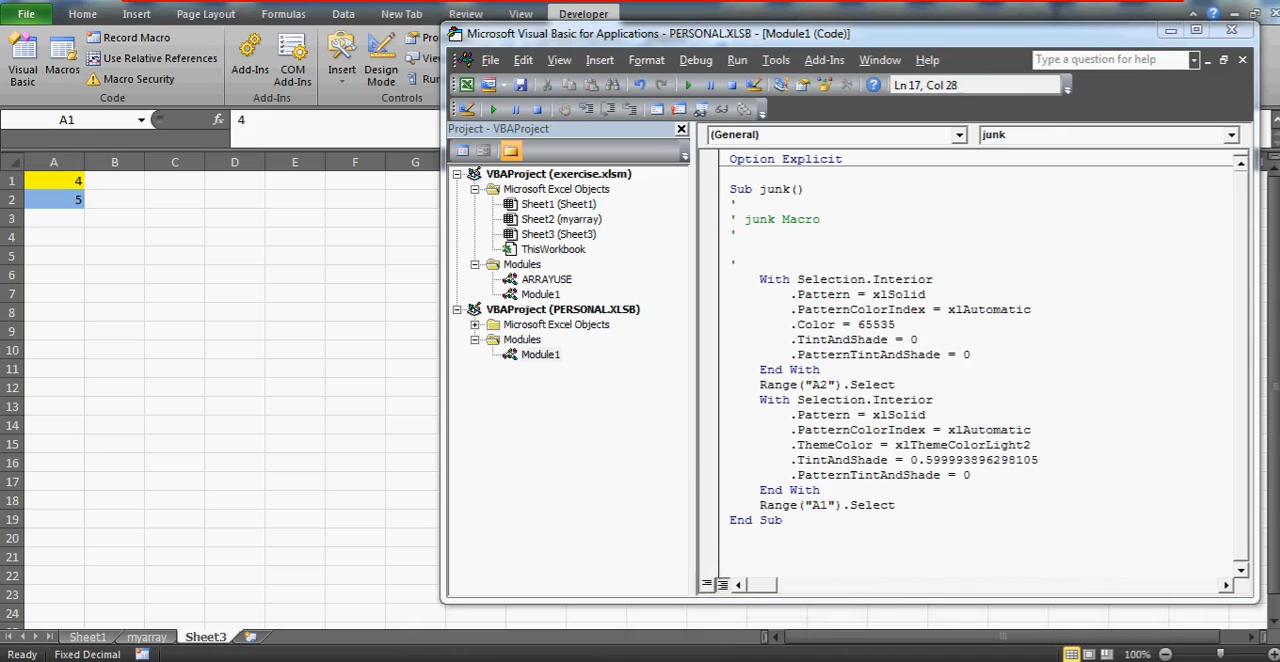 File Home Insert Page Layout Formulas Data New Tab Review View Developer
Visual Basic
Macros
Record Macro
Use Relative References
Macro Security
Code
Add-Ins
COM Add-Ins
Add-Ins
Insert
Design Mode
Controls
A1 fx 4
A B C D E F G
1 4
2 5
3
4
5
6
7
8
9
10
11
12
13
14
15
16
17
18
19
20
21
22
23
24
Sheet1 myarray Sheet3
Ready Fixed Decimal 100%
Microsoft Visual Basic for Applications - PERSONAL.XLSB - [Module1 (Code)]
File Edit View Insert Format Debug Run Tools Add-Ins Window Help Type a question for help
Ln 17, Col 28
Project - VBAProject
VBAProject (exercise.xlsm)
Microsoft Excel Objects
Sheet1 (Sheet1)
Sheet2 (myarray)
Sheet3 (Sheet3)
ThisWorkbook
Modules
ARRAYUSE
Module1
VBAProject (PERSONAL.XLSB)
Microsoft Excel Objects
Modules
Module1
(General) junk
Option Explicit
Sub junk()
'
' junk Macro
'
'
With Selection.Interior
.Pattern = xlSolid
.PatternColorIndex = xlAutomatic
.Color = 65535
.TintAndShade = 0
.PatternTintAndShade = 0
End With
Range("A2").Select
With Selection.Interior
.Pattern = xlSolid
.PatternColorIndex = xlAutomatic
.ThemeColor = xlThemeColorLight2
.TintAndShade = 0.599993896298105
.PatternTintAndShade = 0
End With
Range("A1").Select
End Sub